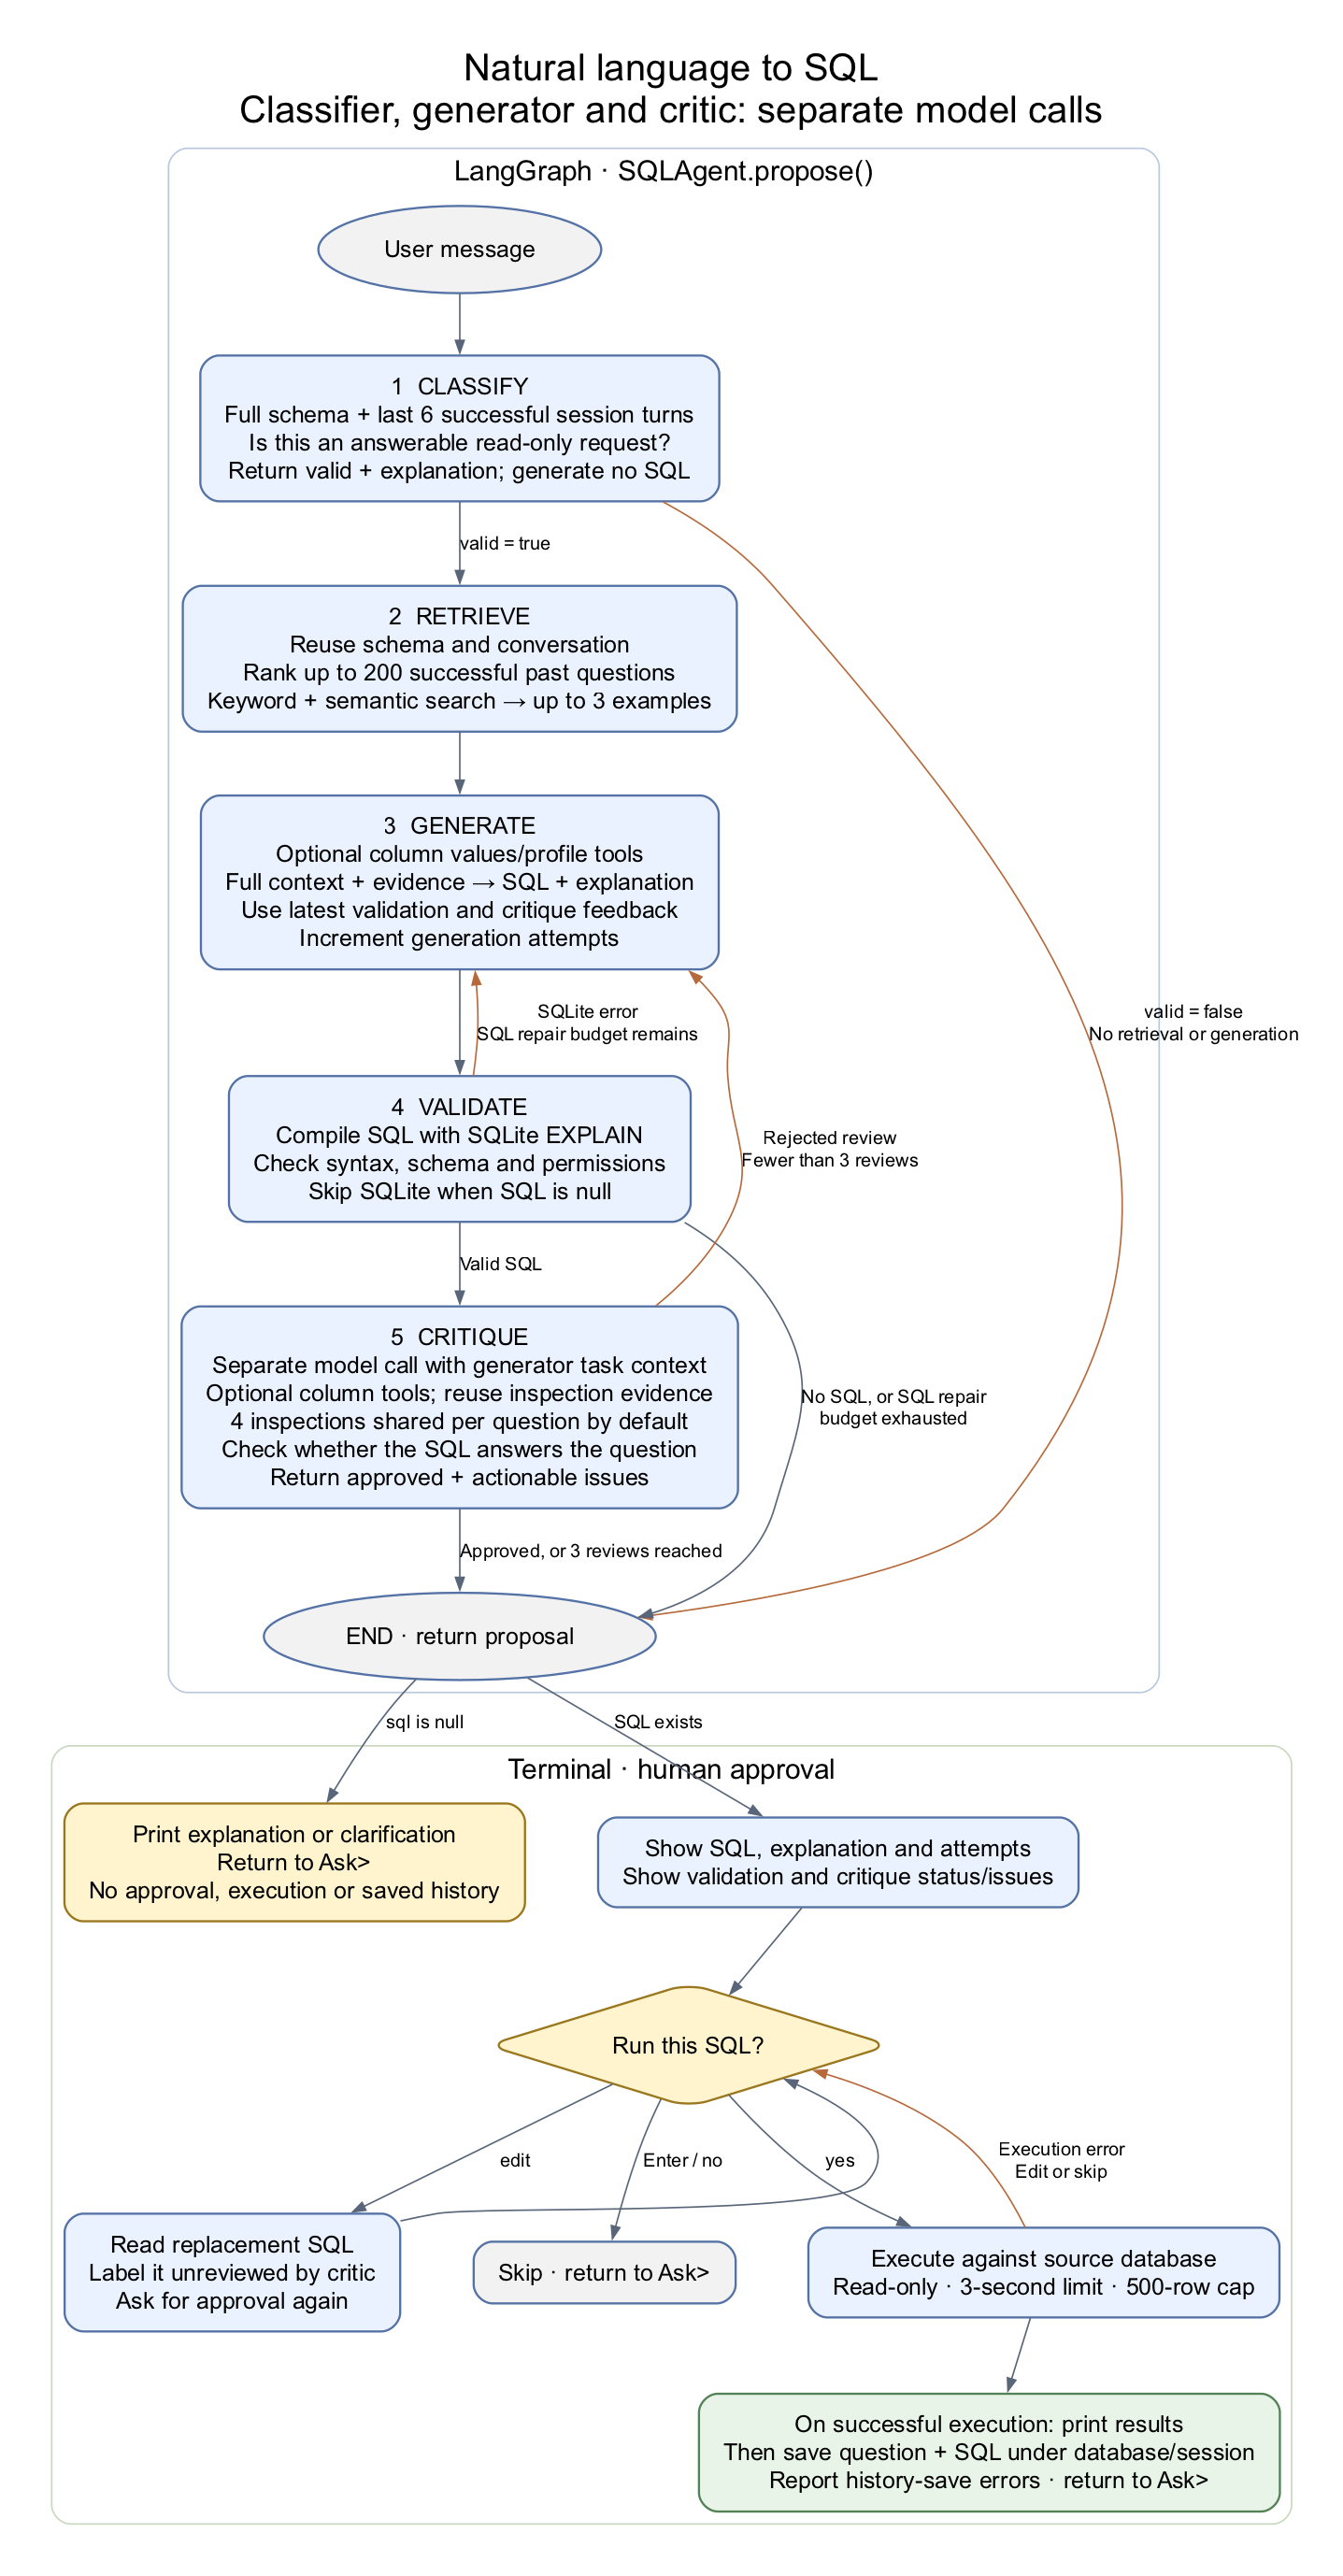 Natural language to SQL
Classifier, generator and critic: separate model calls
LangGraph · SQLAgent.propose()
User message
1 CLASSIFY
Full schema + last 6 successful session turns
Is this an answerable read-only request?
Return valid + explanation; generate no SQL
valid = true
2 RETRIEVE
Reuse schema and conversation
Rank up to 200 successful past questions
Keyword + semantic search → up to 3 examples
3 GENERATE
Optional column values/profile tools
Full context + evidence → SQL + explanation
Use latest validation and critique feedback
Increment generation attempts
SQLite error
SQL repair budget remains
valid = false
No retrieval or generation
4 VALIDATE
Compile SQL with SQLite EXPLAIN
Check syntax, schema and permissions
Skip SQLite when SQL is null
Rejected review
Fewer than 3 reviews
Valid SQL
5 CRITIQUE
Separate model call with generator task context
Optional column tools; reuse inspection evidence
4 inspections shared per question by default
Check whether the SQL answers the question
Return approved + actionable issues
No SQL, or SQL repair
budget exhausted
Approved, or 3 reviews reached
END · return proposal
sql is null
SQL exists
Terminal · human approval
Print explanation or clarification
Return to Ask>
No approval, execution or saved history
Show SQL, explanation and attempts
Show validation and critique status/issues
Run this SQL?
edit
Enter / no
yes
Execution error
Edit or skip
Read replacement SQL
Label it unreviewed by critic
Ask for approval again
Skip · return to Ask>
Execute against source database
Read-only · 3-second limit · 500-row cap
On successful execution: print results
Then save question + SQL under database/session
Report history-save errors · return to Ask>